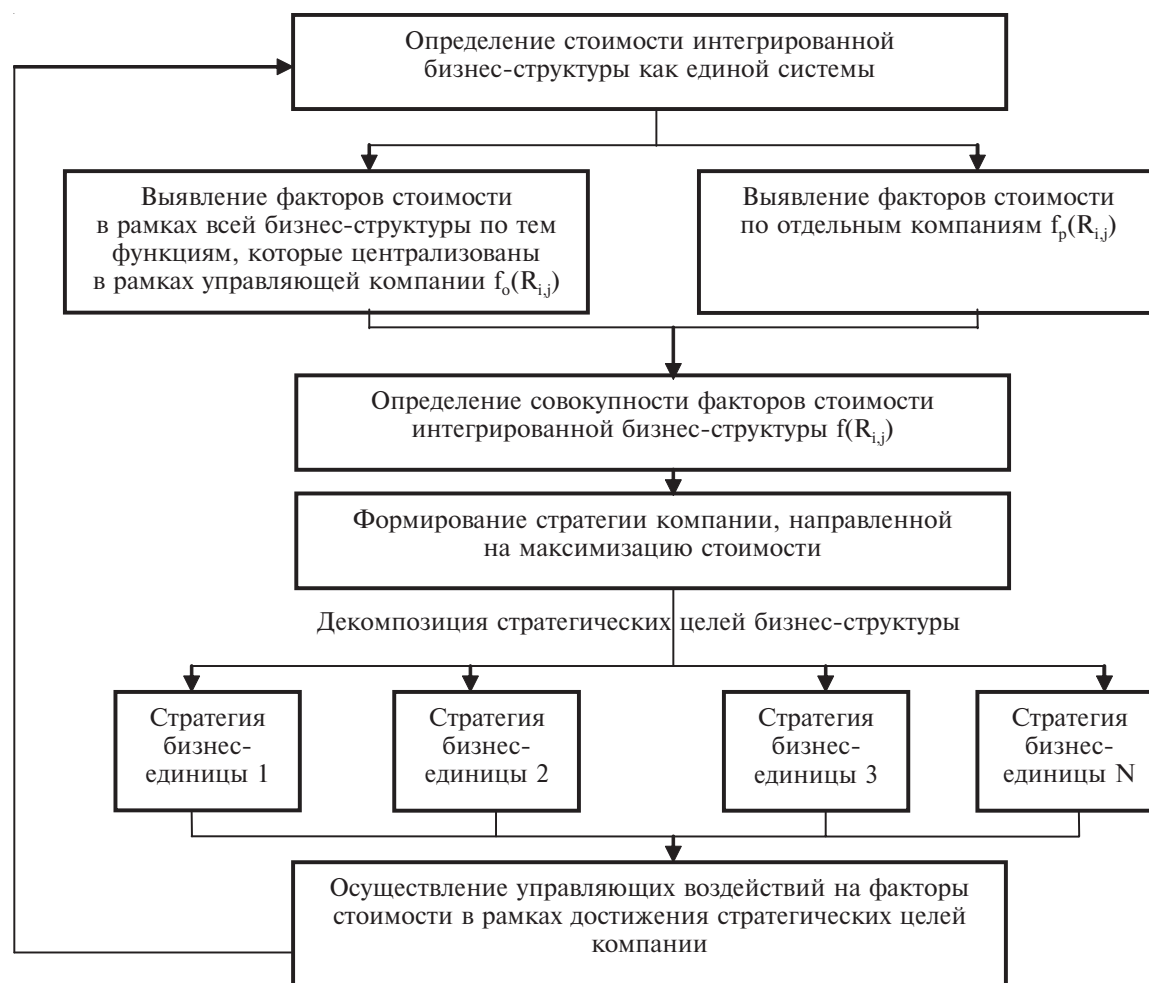 Определение стоимости интегрированной
бизнес-структуры как единой системы
Выявление факторов стоимости
в рамках всей бизнес-структуры по тем
функциям, которые централизованы
в рамках управляющей компании fₒ(Rᵢ,ⱼ)
Выявление факторов стоимости
по отдельным компаниям fₚ(Rᵢ,ⱼ)
Определение совокупности факторов стоимости
интегрированной бизнес-структуры f(Rᵢ,ⱼ)
Формирование стратегии компании, направленной
на максимизацию стоимости
Декомпозиция стратегических целей бизнес-структуры
Стратегия
бизнес-
единицы 1
Стратегия
бизнес-
единицы 2
Стратегия
бизнес-
единицы 3
Стратегия
бизнес-
единицы N
Осуществление управляющих воздействий на факторы
стоимости в рамках достижения стратегических целей
компании